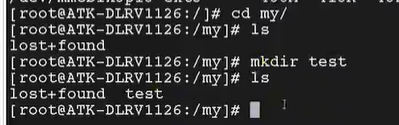 [root@ATK-DLRV1126:/]# cd my/
[root@ATK-DLRV1126:/my]# ls
lost+found
[root@ATK-DLRV1126:/my]# mkdir test
[root@ATK-DLRV1126:/my]# ls
lost+found  test
[root@ATK-DLRV1126:/my]#